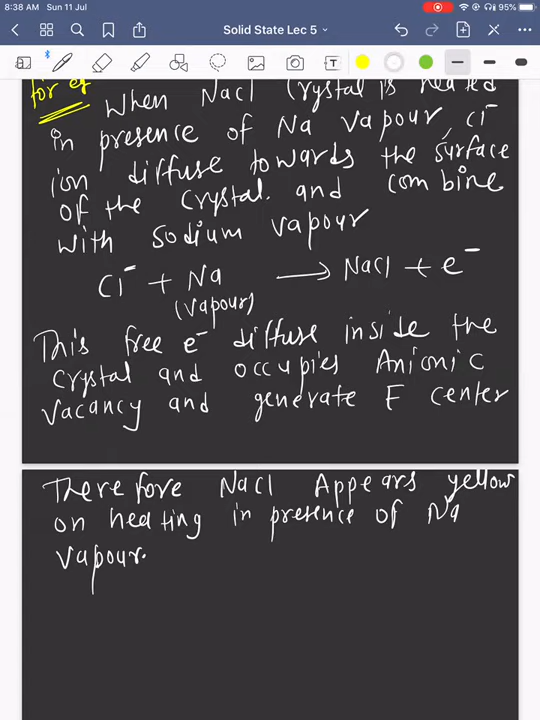 8:38 AM Sun 11 Jul
95%
Solid State Lec 5
T
for eg
When NaCl Crystal is heated
in presence of Na vapour, Cl⁻
ion diffuse towards the surface
of the crystal. and combine
with sodium vapour
Cl⁻ + Na ⟶ NaCl + e⁻
(vapour)
This free e⁻ diffuse inside the
crystal and occupies Anionic
vacancy and generate F center
Therefore NaCl Appears yellow
on heating in presence of Na
vapour.